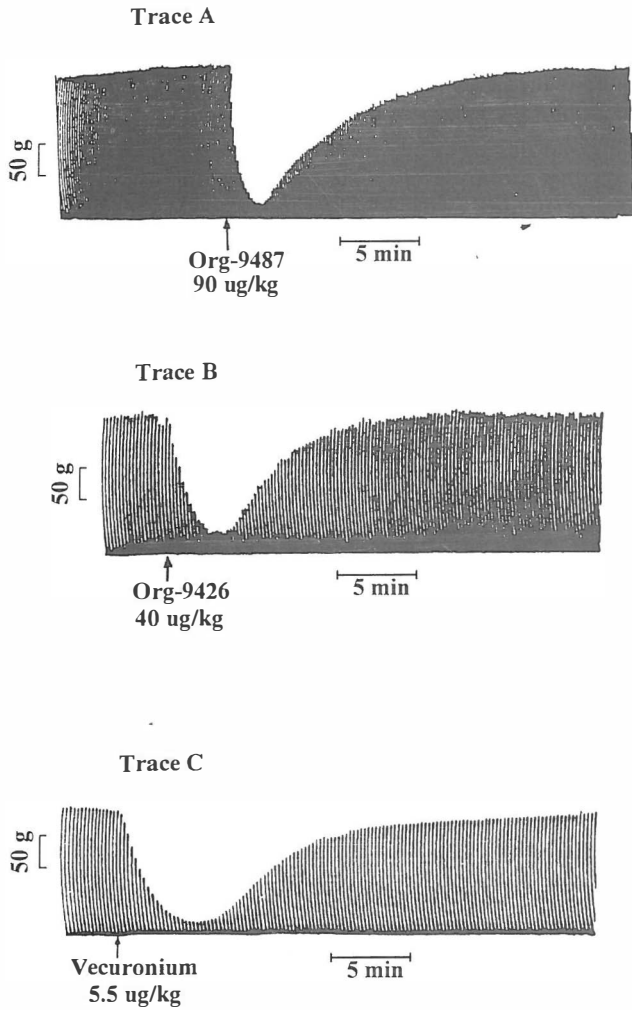 Trace A
50 g
Org-9487
90 ug/kg
5 min
Trace B
50 g
Org-9426
40 ug/kg
5 min
Trace C
50 g
Vecuronium
5.5 ug/kg
5 min